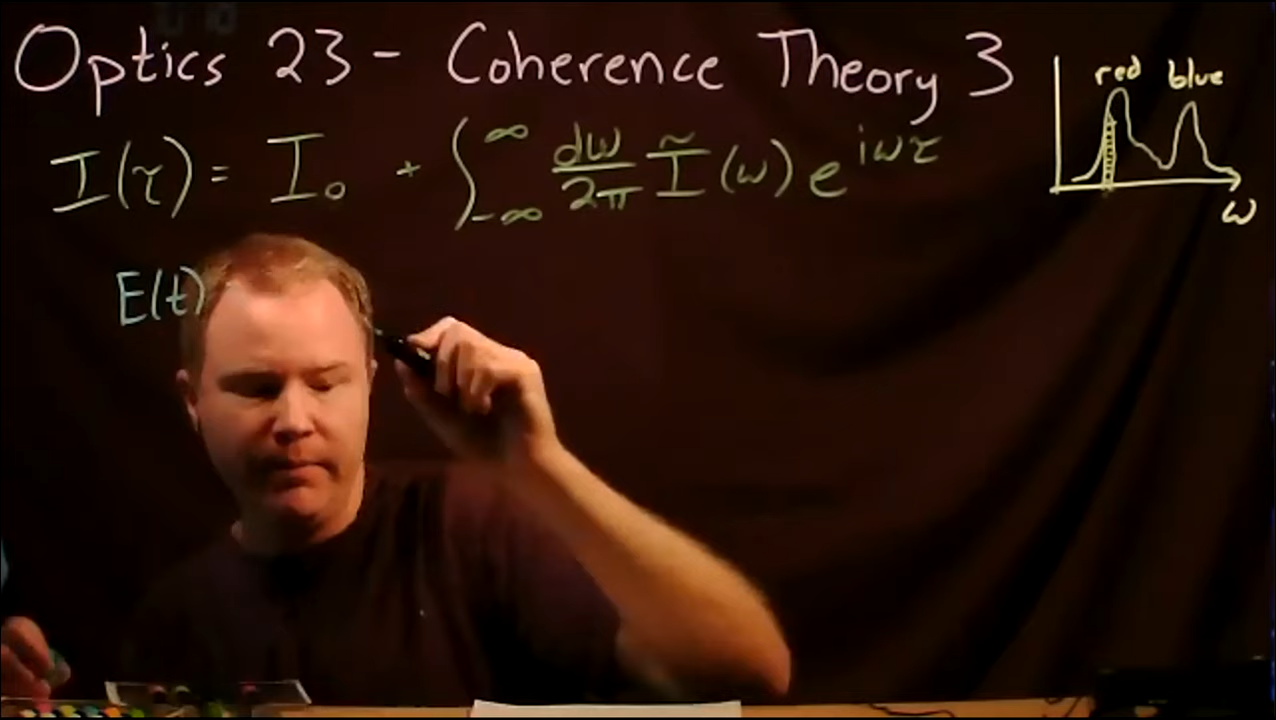 Optics 23 - Coherence Theory 3
red blue
I(τ) = I₀ + ∫_{-∞}^{∞} dω/2π Ĩ(ω) e^{iωτ}
ω
E(t)